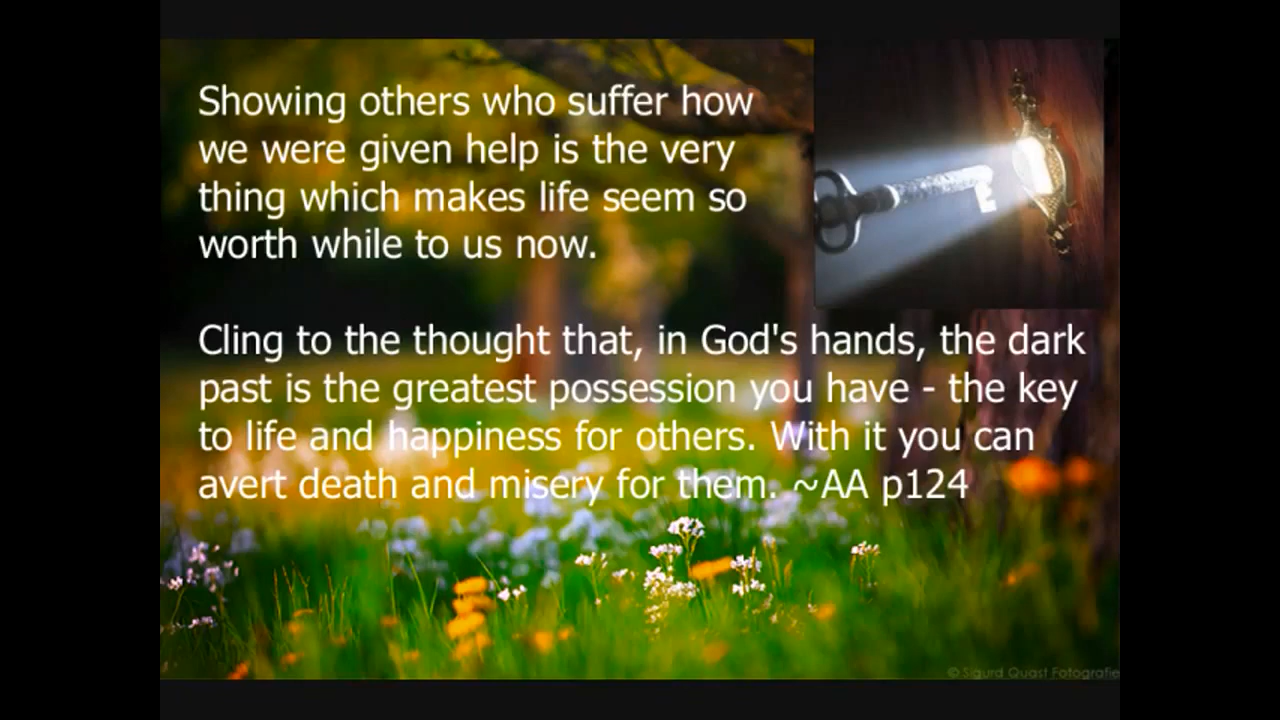 Showing others who suffer how
we were given help is the very
thing which makes life seem so
worth while to us now.
Cling to the thought that, in God's hands, the dark
past is the greatest possession you have - the key
to life and happiness for others. With it you can
avert death and misery for them. ~AA p124
© Sigurd Quast Fotografie